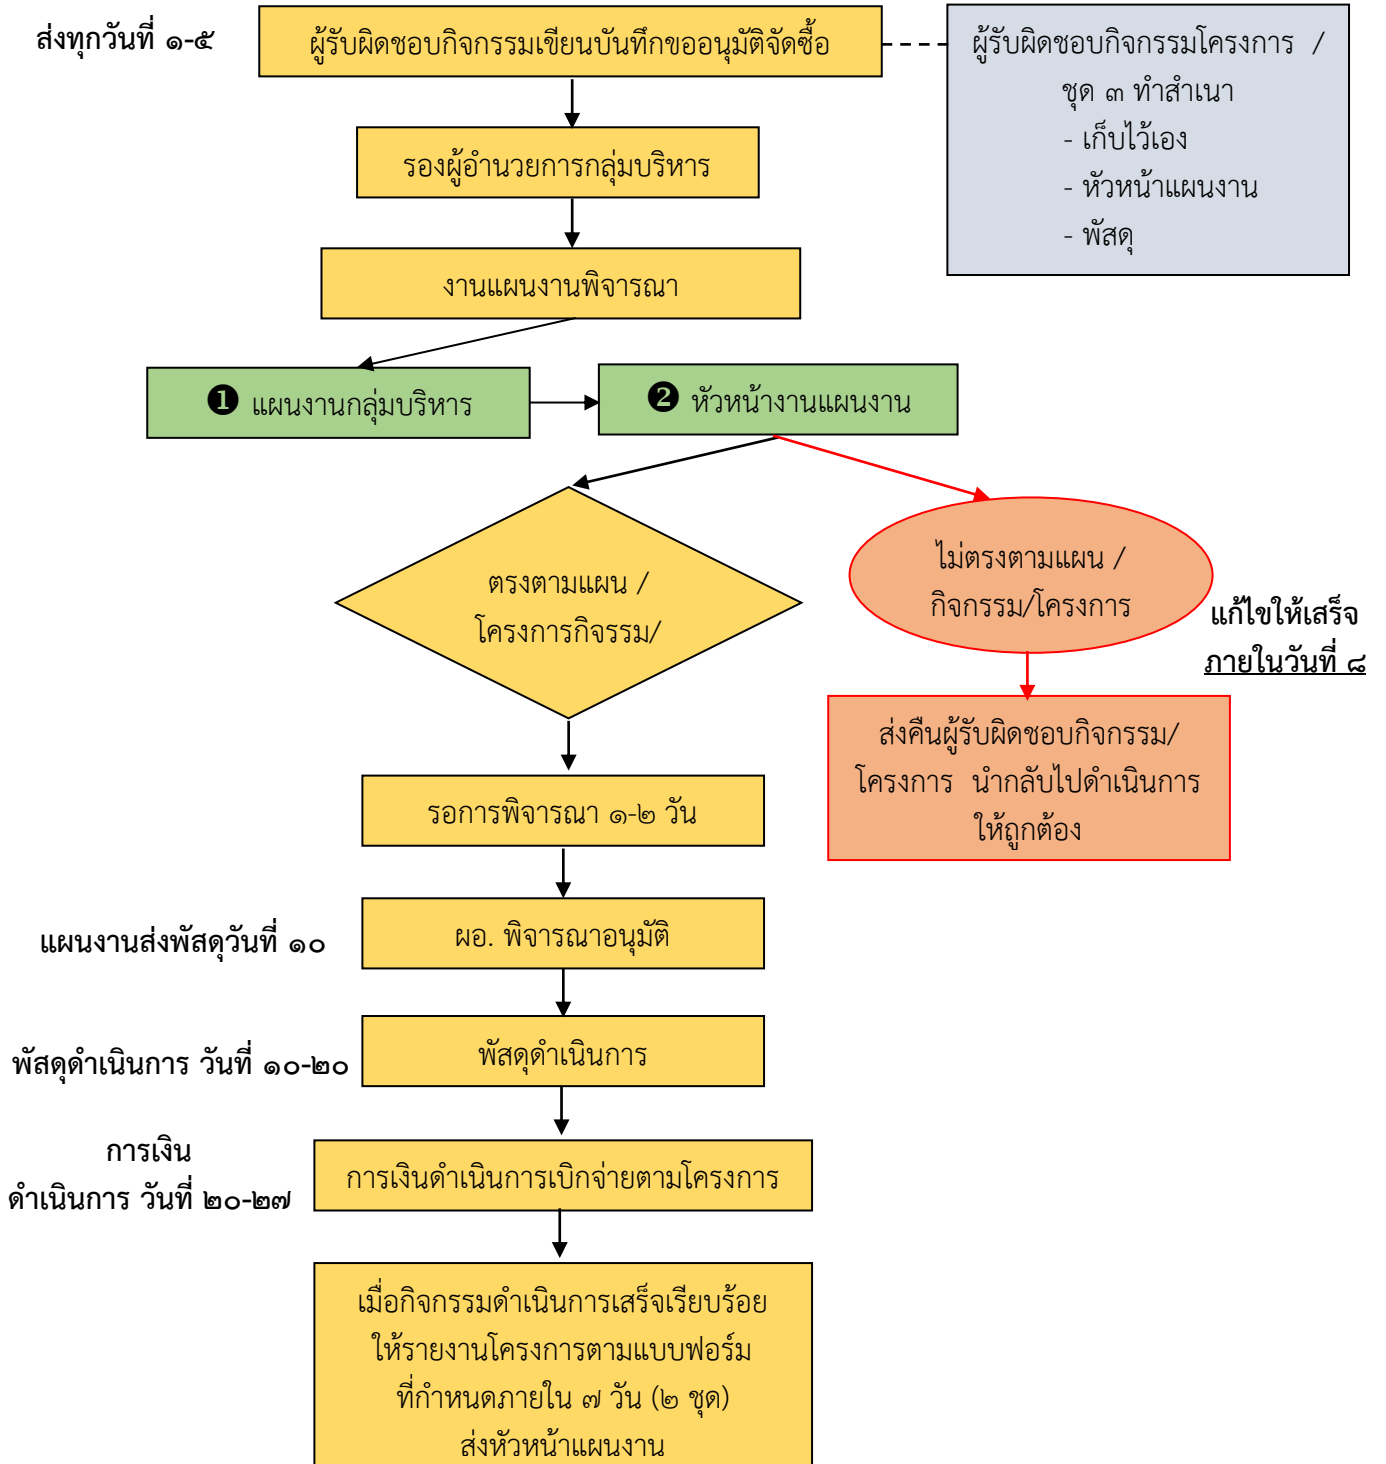 ส่งทุกวันที่ ๑-๕
ผู้รับผิดชอบกิจกรรมเขียนบันทึกขออนุมัติจัดซื้อ
ผู้รับผิดชอบกิจกรรมโครงการ /
ชุด ๓ ทำสำเนา
- เก็บไว้เอง
- หัวหน้าแผนงาน
- พัสดุ
รองผู้อำนวยการกลุ่มบริหาร
งานแผนงานพิจารณา
❶ แผนงานกลุ่มบริหาร
❷ หัวหน้างานแผนงาน
ตรงตามแผน /
โครงการกิจรรม/
ไม่ตรงตามแผน /
กิจกรรม/โครงการ
แก้ไขให้เสร็จ
ภายในวันที่ ๘
ส่งคืนผู้รับผิดชอบกิจกรรม/
โครงการ นำกลับไปดำเนินการ
ให้ถูกต้อง
รอการพิจารณา ๑-๒ วัน
แผนงานส่งพัสดุวันที่ ๑๐
ผอ. พิจารณาอนุมัติ
พัสดุดำเนินการ วันที่ ๑๐-๒๐
พัสดุดำเนินการ
การเงิน
ดำเนินการ วันที่ ๒๐-๒๗
การเงินดำเนินการเบิกจ่ายตามโครงการ
เมื่อกิจกรรมดำเนินการเสร็จเรียบร้อย
ให้รายงานโครงการตามแบบฟอร์ม
ที่กำหนดภายใน ๗ วัน (๒ ชุด)
ส่งหัวหน้าแผนงาน